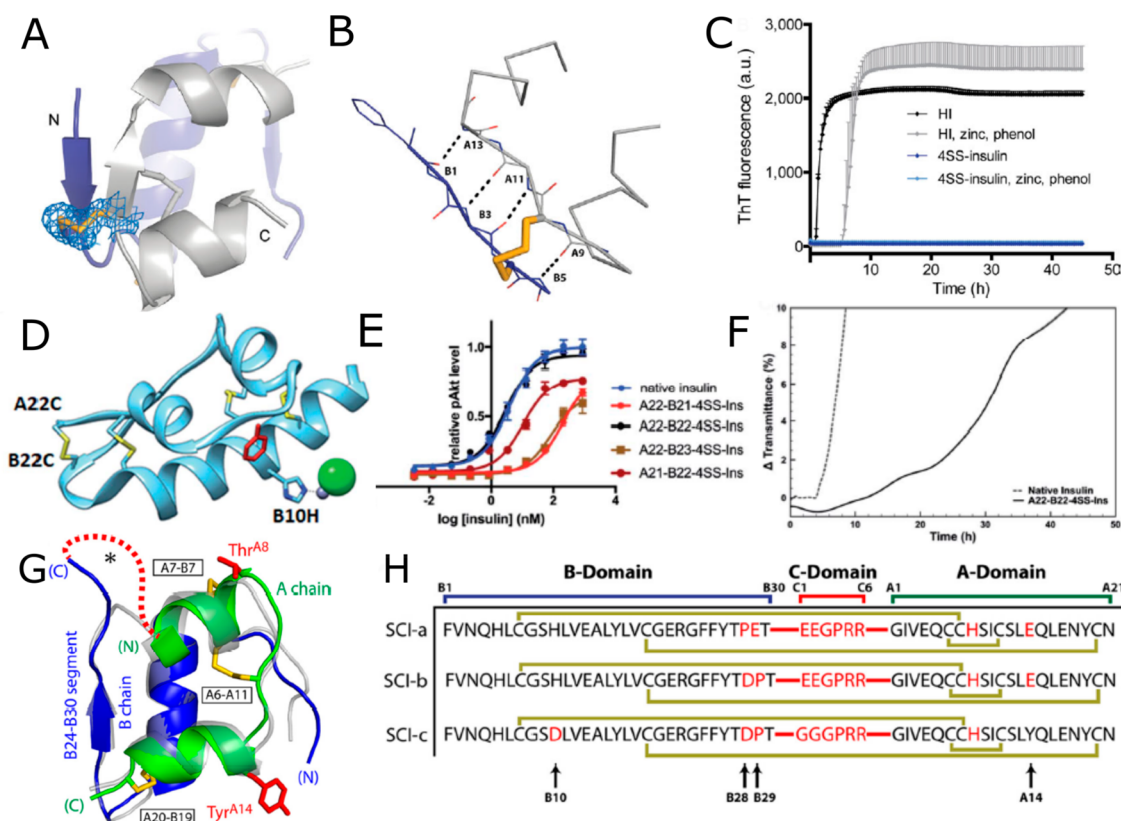 A
N
C
B
A13
B1
A11
B3
A9
B5
C
ThT fluorescence (a.u.)
3,000
2,000
1,000
0
10
20
30
40
50
Time (h)
HI
HI, zinc, phenol
4SS-insulin
4SS-insulin, zinc, phenol
D
A22C
B22C
B10H
E
relative pAkt level
1.0
0.5
-2
0
2
4
log [insulin] (nM)
native insulin
A22-B21-4SS-Ins
A22-B22-4SS-Ins
A22-B23-4SS-Ins
A21-B22-4SS-Ins
F
Δ Transmittance (%)
10
8
6
4
2
0
0
10
20
30
40
50
Time (h)
Native Insulin
A22-B22-4SS-Ins
G
(C)
*
A7-B7
Thr^A8
A chain
(N)
B24-B30 segment
B chain
A6-A11
(N)
(C)
A20-B19
Tyr^A14
H
B-Domain
C-Domain
A-Domain
B1
B30
C1
C6
A1
A21
SCI-a
FVNQHLCGSHLVEALYLVCGERGFFYTPET—EEGPRR—GIVEQCCHSICSLEQLENYCN
SCI-b
FVNQHLCGSHLVEALYLVCGERGFFYTDPT—EEGPRR—GIVEQCCHSICSLEQLENYCN
SCI-c
FVNQHLCGSDLVEALYLVCGERGFFYTDPT—GGGPRR—GIVEQCCHSICSLYQLENYCN
B10
B28
B29
A14